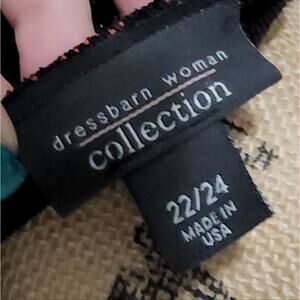 dressbarn woman
collection
22/24
MADE IN
USA